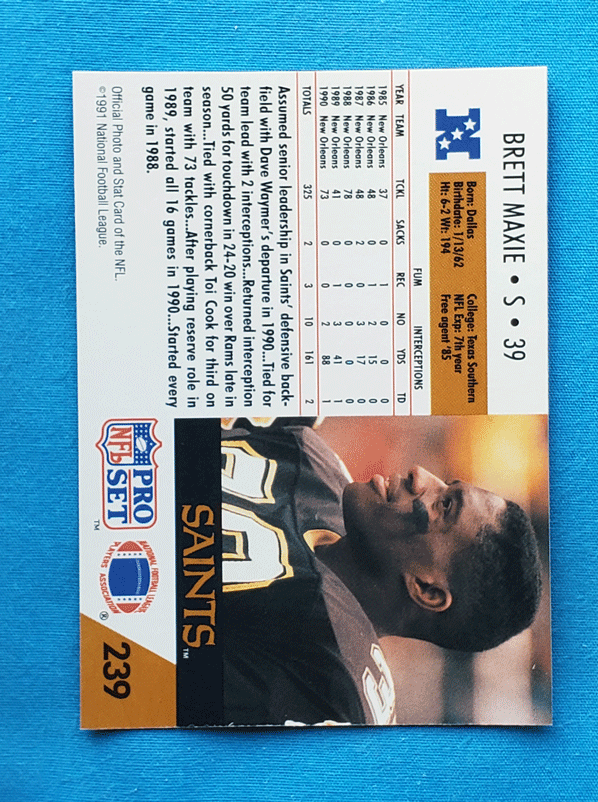 BRETT MAXIE • S • 39
N
Born: Dallas
Birthdate: 1/13/62
Ht: 6-2 Wt: 194
College: Texas Southern
NFL Exp: 7th year
Free agent '85
FUM INTERCEPTIONS
YEAR TEAM TCKL SACKS REC NO YDS TD
1985 New Orleans 37 0 1 0 0 0
1986 New Orleans 48 0 1 2 15 0
1987 New Orleans 48 2 0 3 17 0
1988 New Orleans 78 0 0 0 0 0
1989 New Orleans 41 0 1 3 41 1
1990 New Orleans 73 0 0 2 88 1
TOTALS 325 2 3 10 161 2
Assumed senior leadership in Saints' defensive back-
field with Dave Waymer's departure in 1990...Tied for
team lead with 2 interceptions...Returned interception
50 yards for touchdown in 24-20 win over Rams late in
season...Tied with cornerback Toi Cook for third on
team with 73 tackles...After playing reserve role in
1989, started all 16 games in 1990...Started every
game in 1988.
Official Photo and Stat Card of the NFL.
©1991 National Football League.
SAINTS™
PRO
NFL SET
™
NATIONAL FOOTBALL LEAGUE
PLAYERS ASSOCIATION
®
239